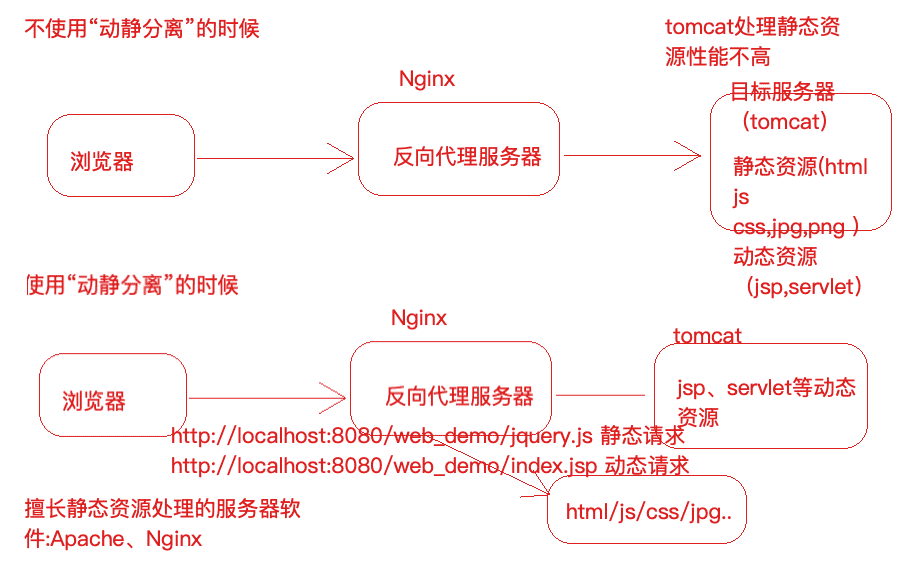 不使用“动静分离”的时候
tomcat处理静态资
源性能不高
Nginx
浏览器
反向代理服务器
目标服务器
（tomcat）
静态资源(html
js
css,jpg,png ）
动态资源
（jsp,servlet）
使用“动静分离”的时候
Nginx
tomcat
浏览器
反向代理服务器
jsp、servlet等动态
资源
http://localhost:8080/web_demo/jquery.js 静态请求
http://localhost:8080/web_demo/index.jsp 动态请求
擅长静态资源处理的服务器软
件:Apache、Nginx
html/js/css/jpg..